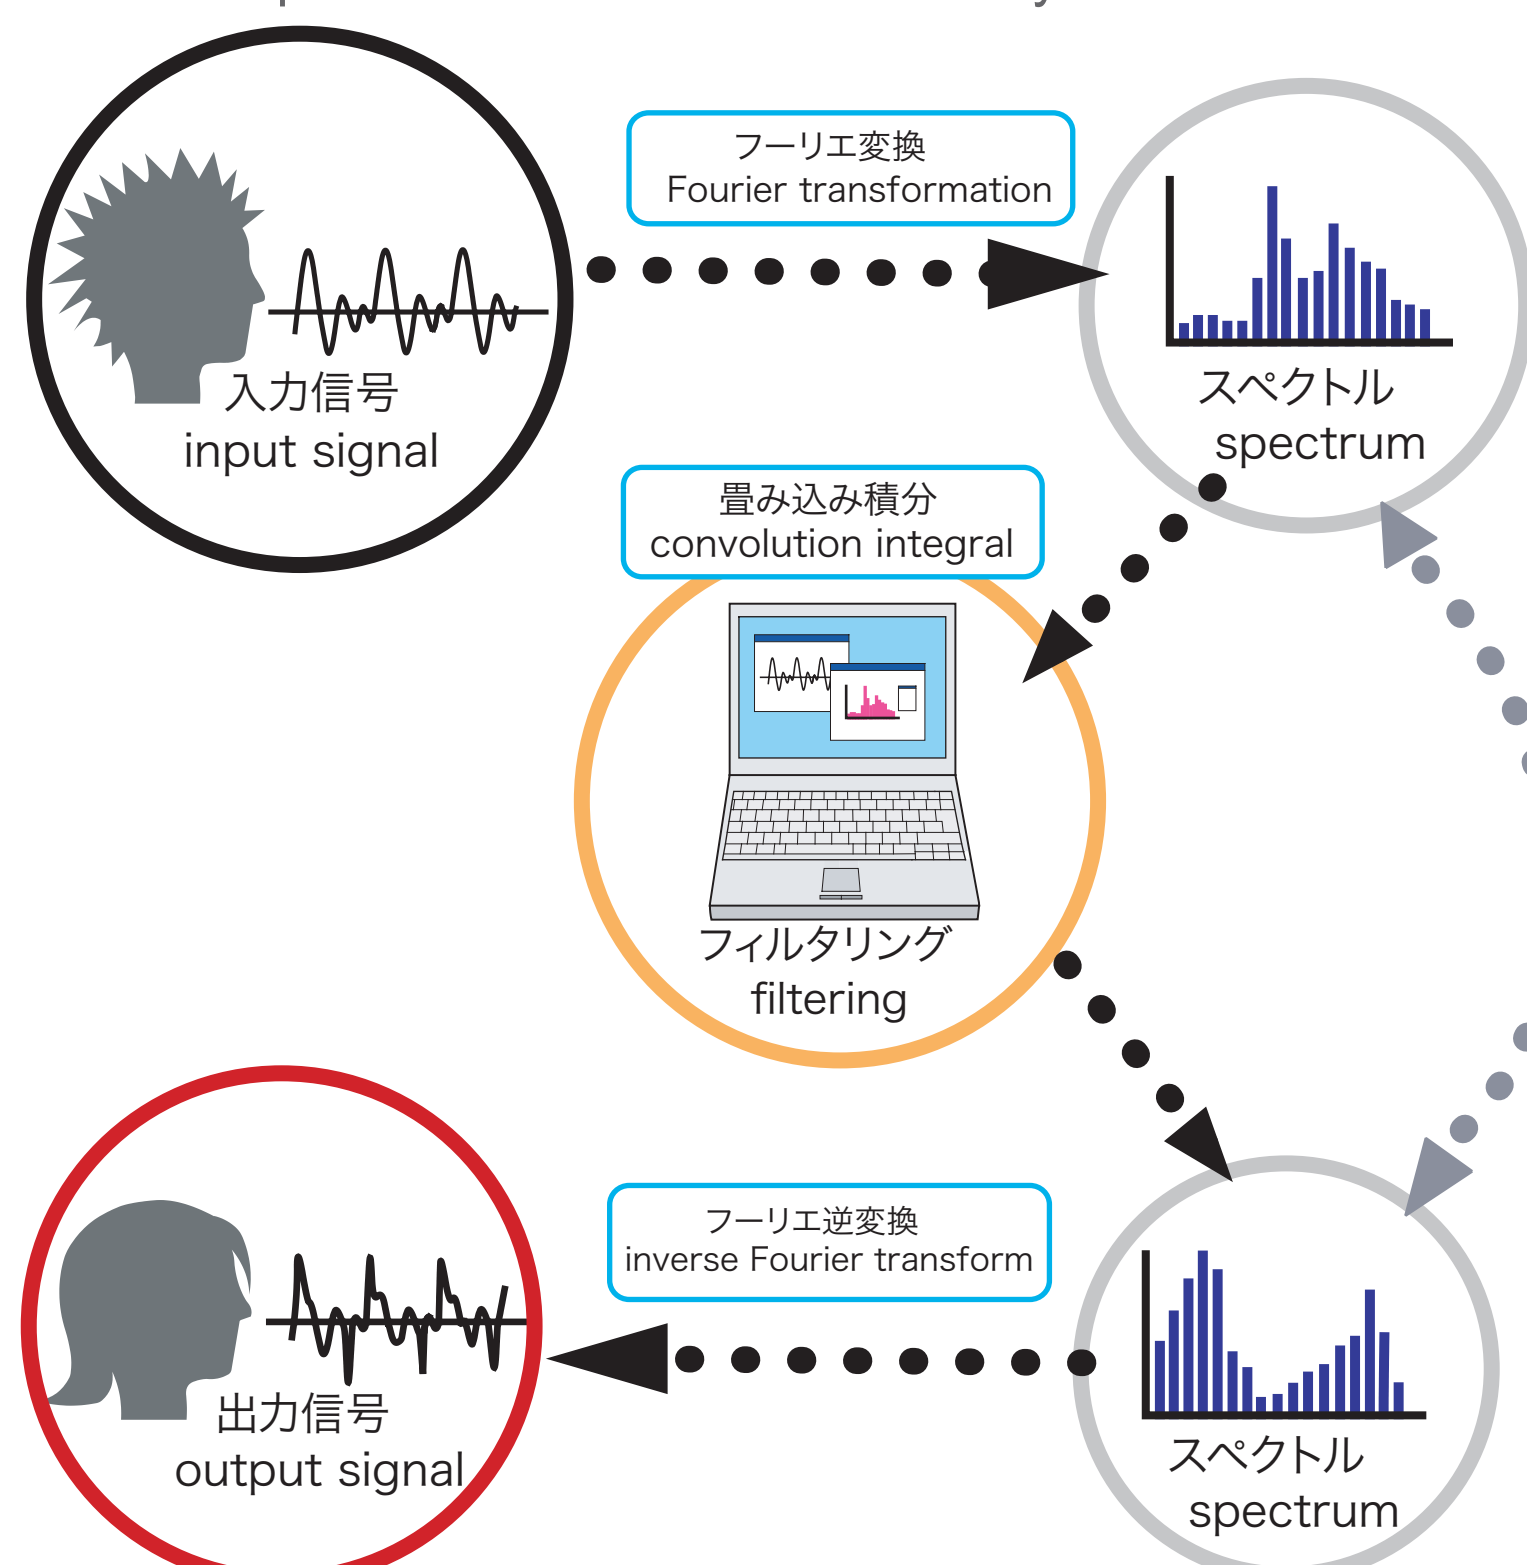 フーリエ変換
Fourier transformation
入力信号
input signal
スペクトル
spectrum
畳み込み積分
convolution integral
フィルタリング
filtering
フーリエ逆変換
inverse Fourier transform
出力信号
output signal
スペクトル
spectrum